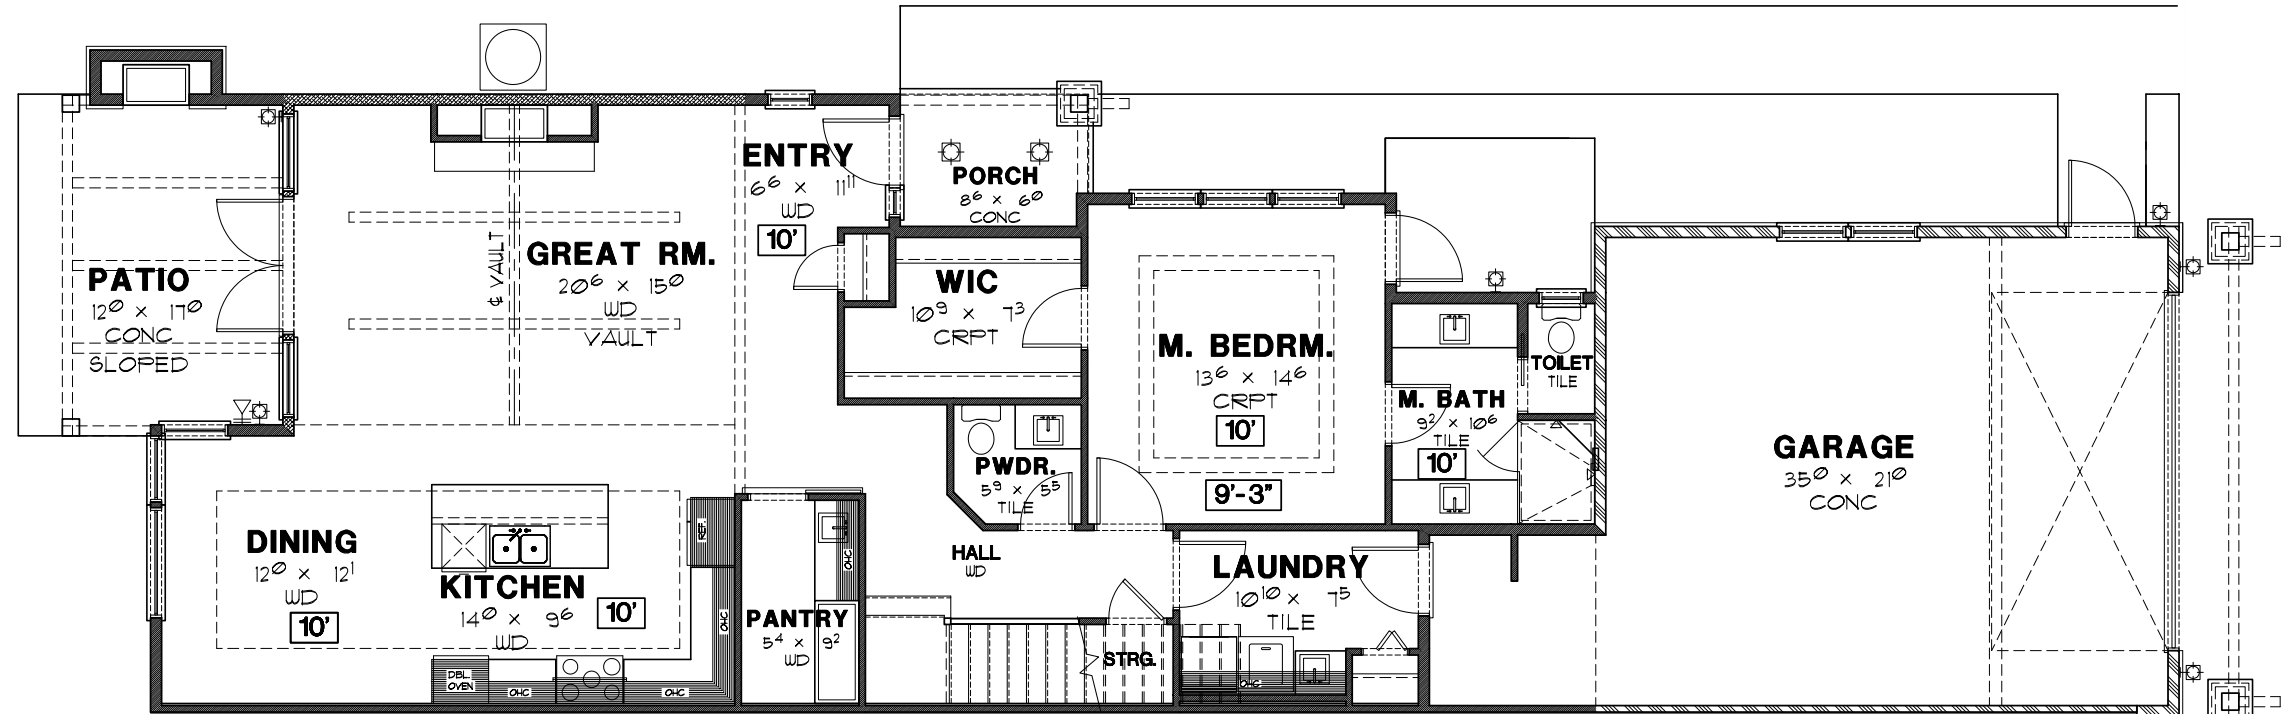 PATIO
12⁰ x 17⁰
CONC
SLOPED
₵ VAULT
GREAT RM.
20⁶ x 15⁰
WD
VAULT
ENTRY
6⁶ x 11¹¹
WD
10'
PORCH
8⁶ x 6⁰
CONC
WIC
10⁹ x 7³
CRPT
M. BEDRM.
13⁶ x 14⁶
CRPT
10'
9'-3"
M. BATH
9² x 10⁶
TILE
10'
TOILET
TILE
GARAGE
35⁰ x 21⁰
CONC
PWDR.
5⁹ x 5⁵
TILE
DINING
12⁰ x 12¹
WD
10'
KITCHEN
14⁰ x 9⁶
WD
10'
REF.
OHC
DBL.
OVEN
OHC
OHC
PANTRY
5⁴ x 9²
WD
OHC
HALL
WD
STRG.
LAUNDRY
10¹⁰ x 7⁵
TILE
OHC